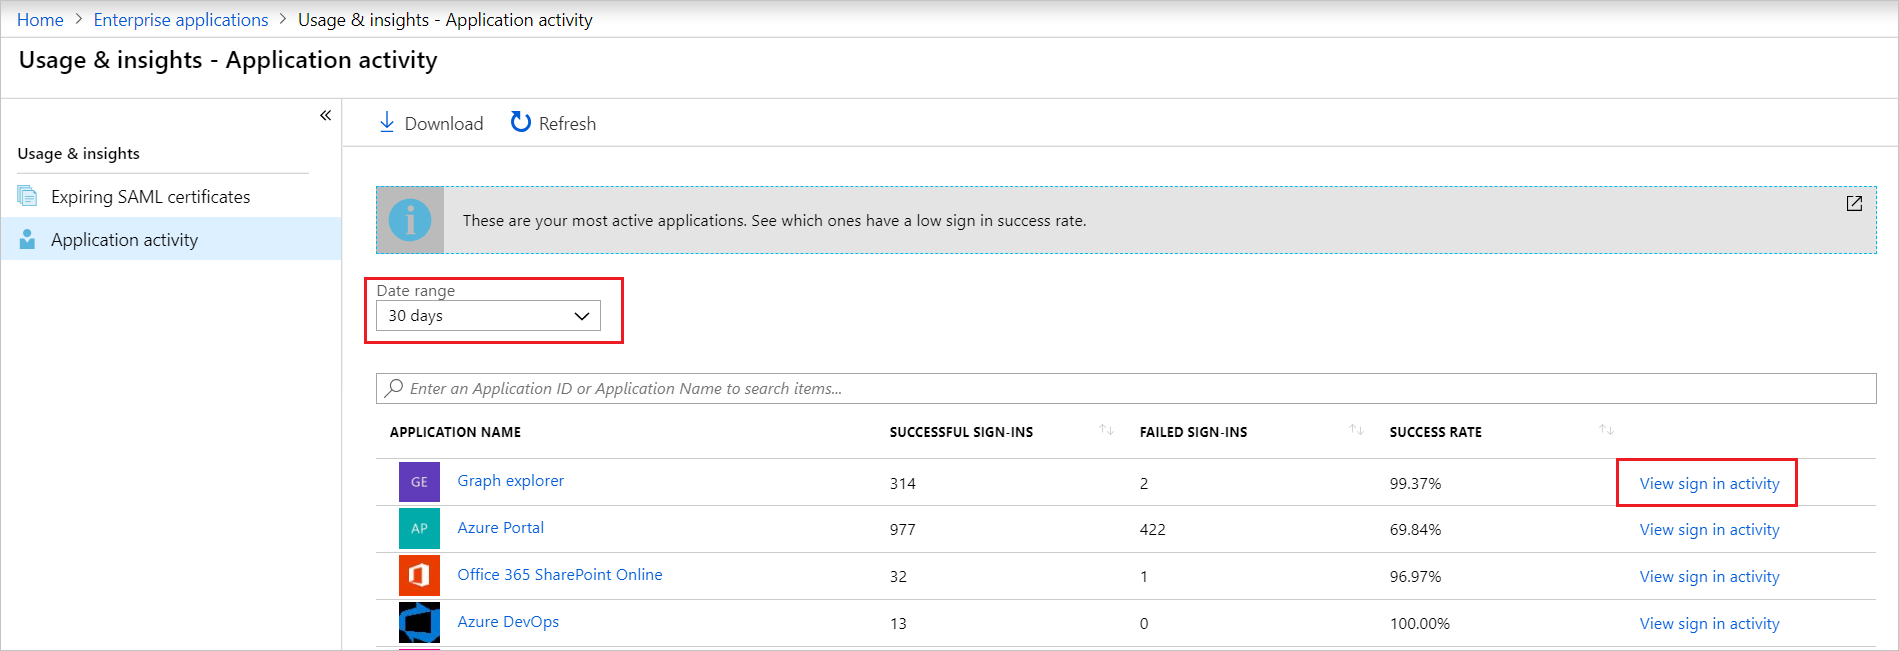 Home > Enterprise applications > Usage & insights - Application activity
Usage & insights - Application activity
«
Download Refresh
Usage & insights
Expiring SAML certificates
Application activity
i These are your most active applications. See which ones have a low sign in success rate.
Date range
30 days
Enter an Application ID or Application Name to search items...
APPLICATION NAME SUCCESSFUL SIGN-INS ↑↓ FAILED SIGN-INS ↑↓ SUCCESS RATE ↑↓
GE Graph explorer 314 2 99.37% View sign in activity
AP Azure Portal 977 422 69.84% View sign in activity
Office 365 SharePoint Online 32 1 96.97% View sign in activity
Azure DevOps 13 0 100.00% View sign in activity